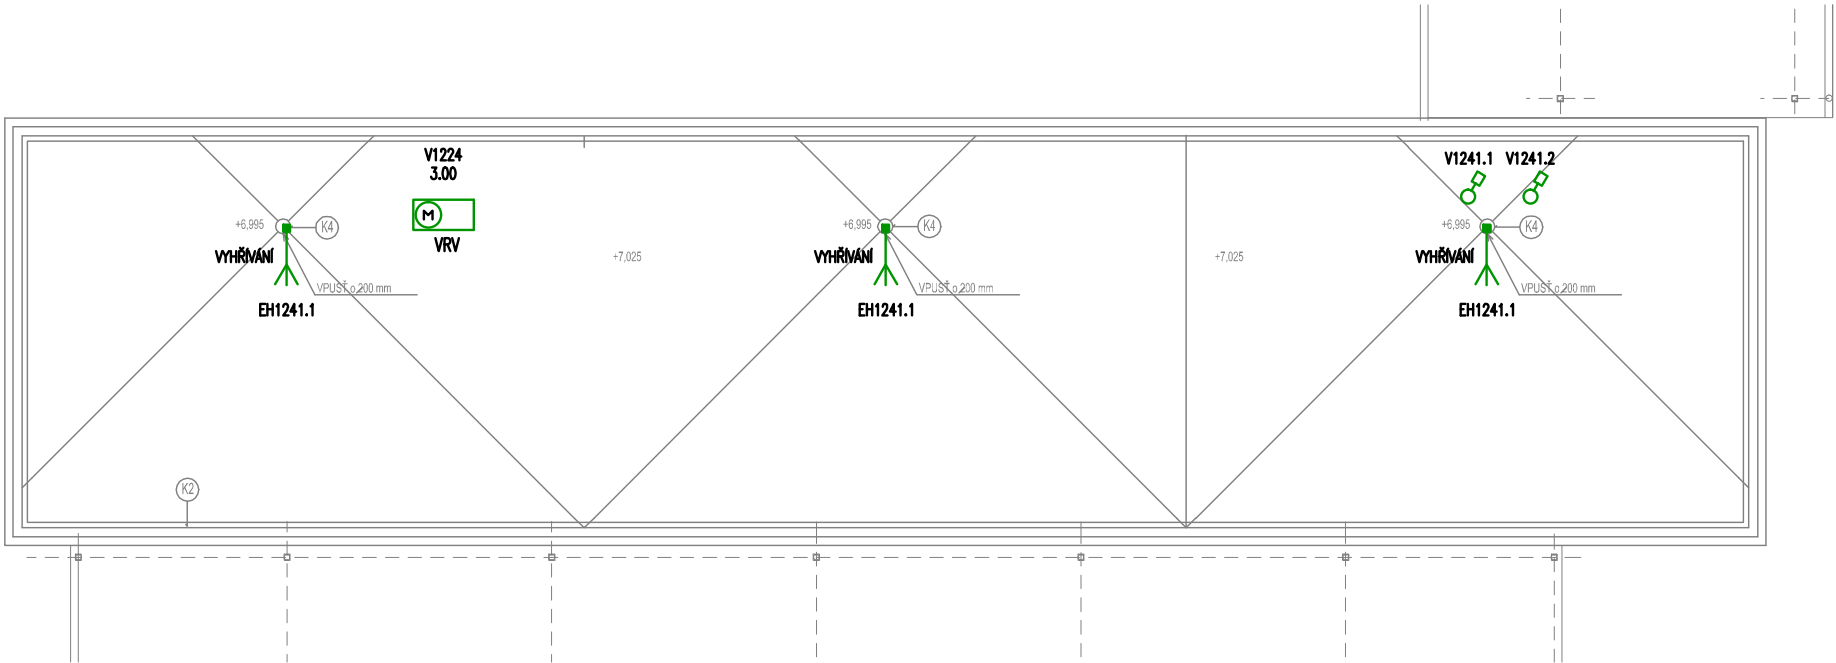 V1224
3.00
V1241.1
V1241.2
M
+6,995
K4
+6,995
K4
+6,995
K4
VRV
VYHŘÍVÁNÍ
+7,025
VYHŘÍVÁNÍ
+7,025
VYHŘÍVÁNÍ
VPUSŤ o 200 mm
VPUSŤ o 200 mm
VPUSŤ o 200 mm
EH1241.1
EH1241.1
EH1241.1
K2